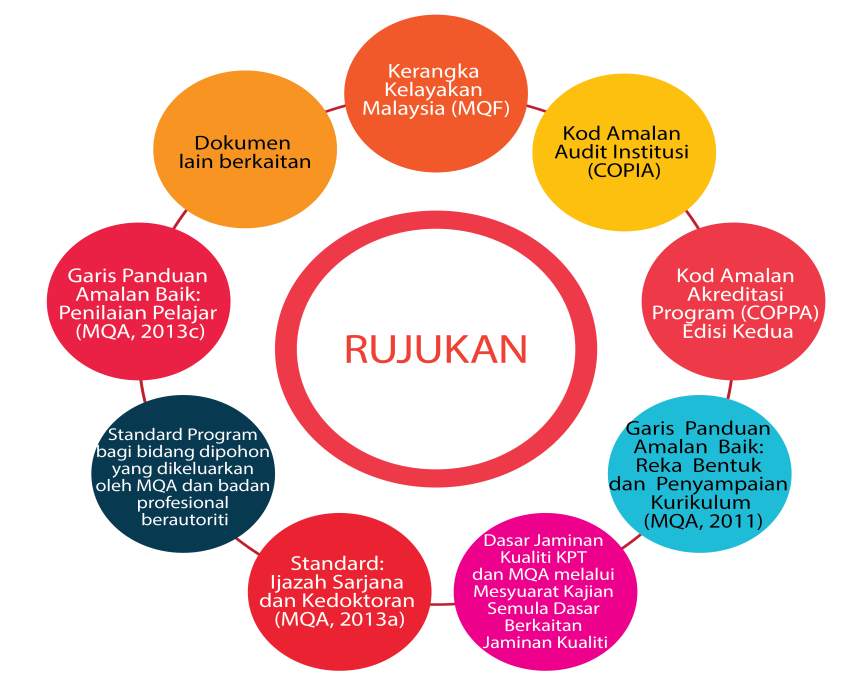 Kerangka
Kelayakan
Malaysia (MQF)
Kod Amalan
Audit Institusi
(COPIA)
Kod Amalan
Akreditasi
Program (COPPA)
Edisi Kedua
Garis Panduan
Amalan Baik:
Reka Bentuk
dan Penyampaian
Kurikulum
(MQA, 2011)
Dasar Jaminan
Kualiti KPT
dan MQA melalui
Mesyuarat Kajian
Semula Dasar
Berkaitan
Jaminan Kualiti
Standard:
Ijazah Sarjana
dan Kedoktoran
(MQA, 2013a)
Standard Program
bagi bidang dipohon
yang dikeluarkan
oleh MQA dan badan
profesional
berautoriti
Garis Panduan
Amalan Baik:
Penilaian Pelajar
(MQA, 2013c)
Dokumen
lain berkaitan
RUJUKAN